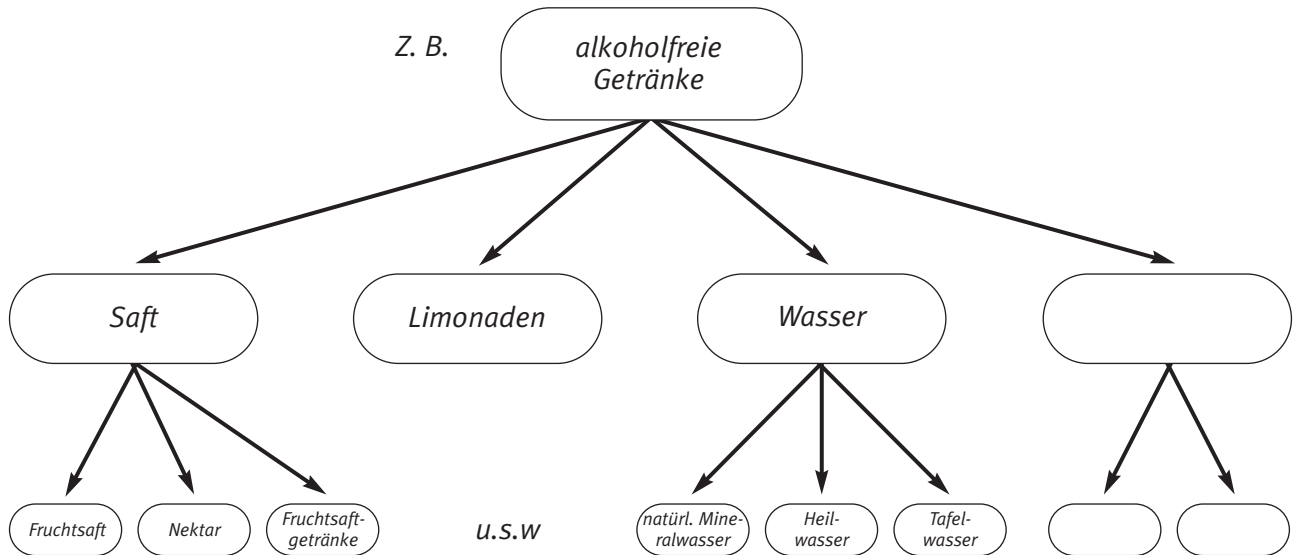 Z. B.
alkoholfreie
Getränke
Saft
Limonaden
Wasser
Fruchtsaft
Nektar
Fruchtsaft-
getränke
u.s.w
natürl. Mine-
ralwasser
Heil-
wasser
Tafel-
wasser